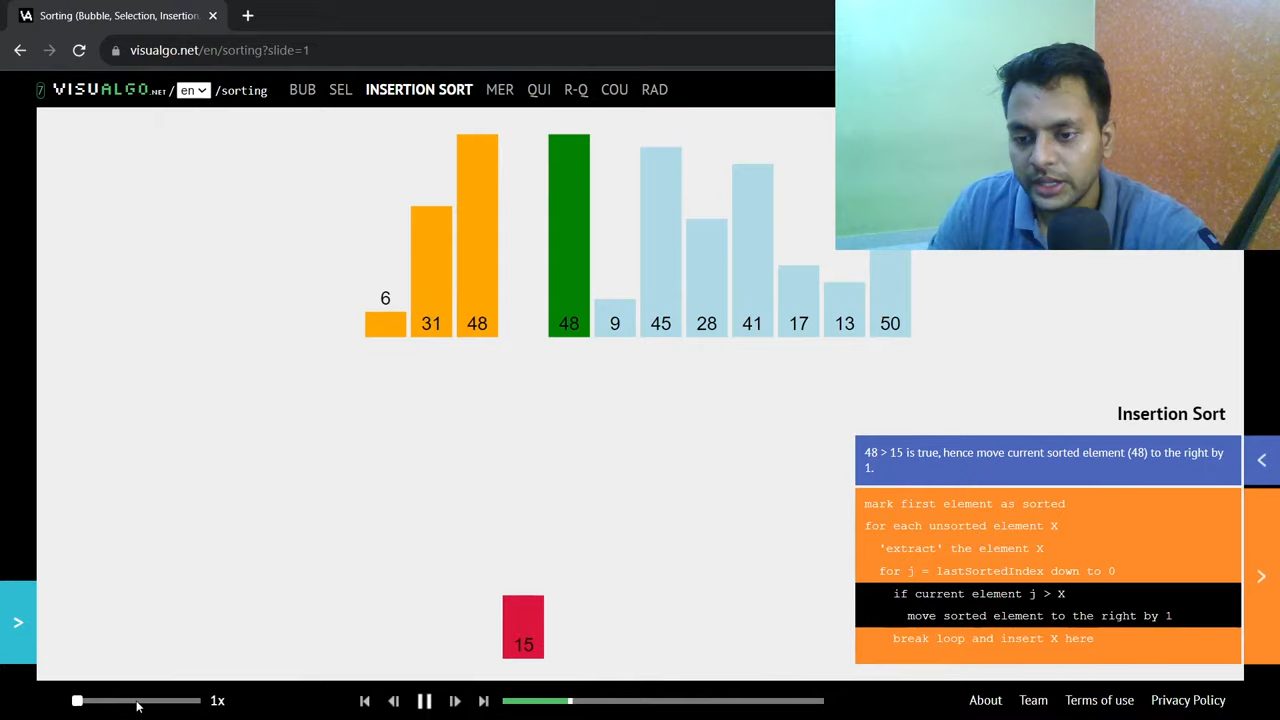 Sorting (Bubble, Selection, Insertion,
visualgo.net/en/sorting?slide=1
7 VISUALGO.NET / en /sorting BUB SEL INSERTION SORT MER QUI R-Q COU RAD
6
31 48 48 9 45 28 41 17 13 50
Insertion Sort
48 > 15 is true, hence move current sorted element (48) to the right by
1.
mark first element as sorted
for each unsorted element X
'extract' the element X
for j = lastSortedIndex down to 0
if current element j > X
move sorted element to the right by 1
break loop and insert X here
15
1x
About Team Terms of use Privacy Policy